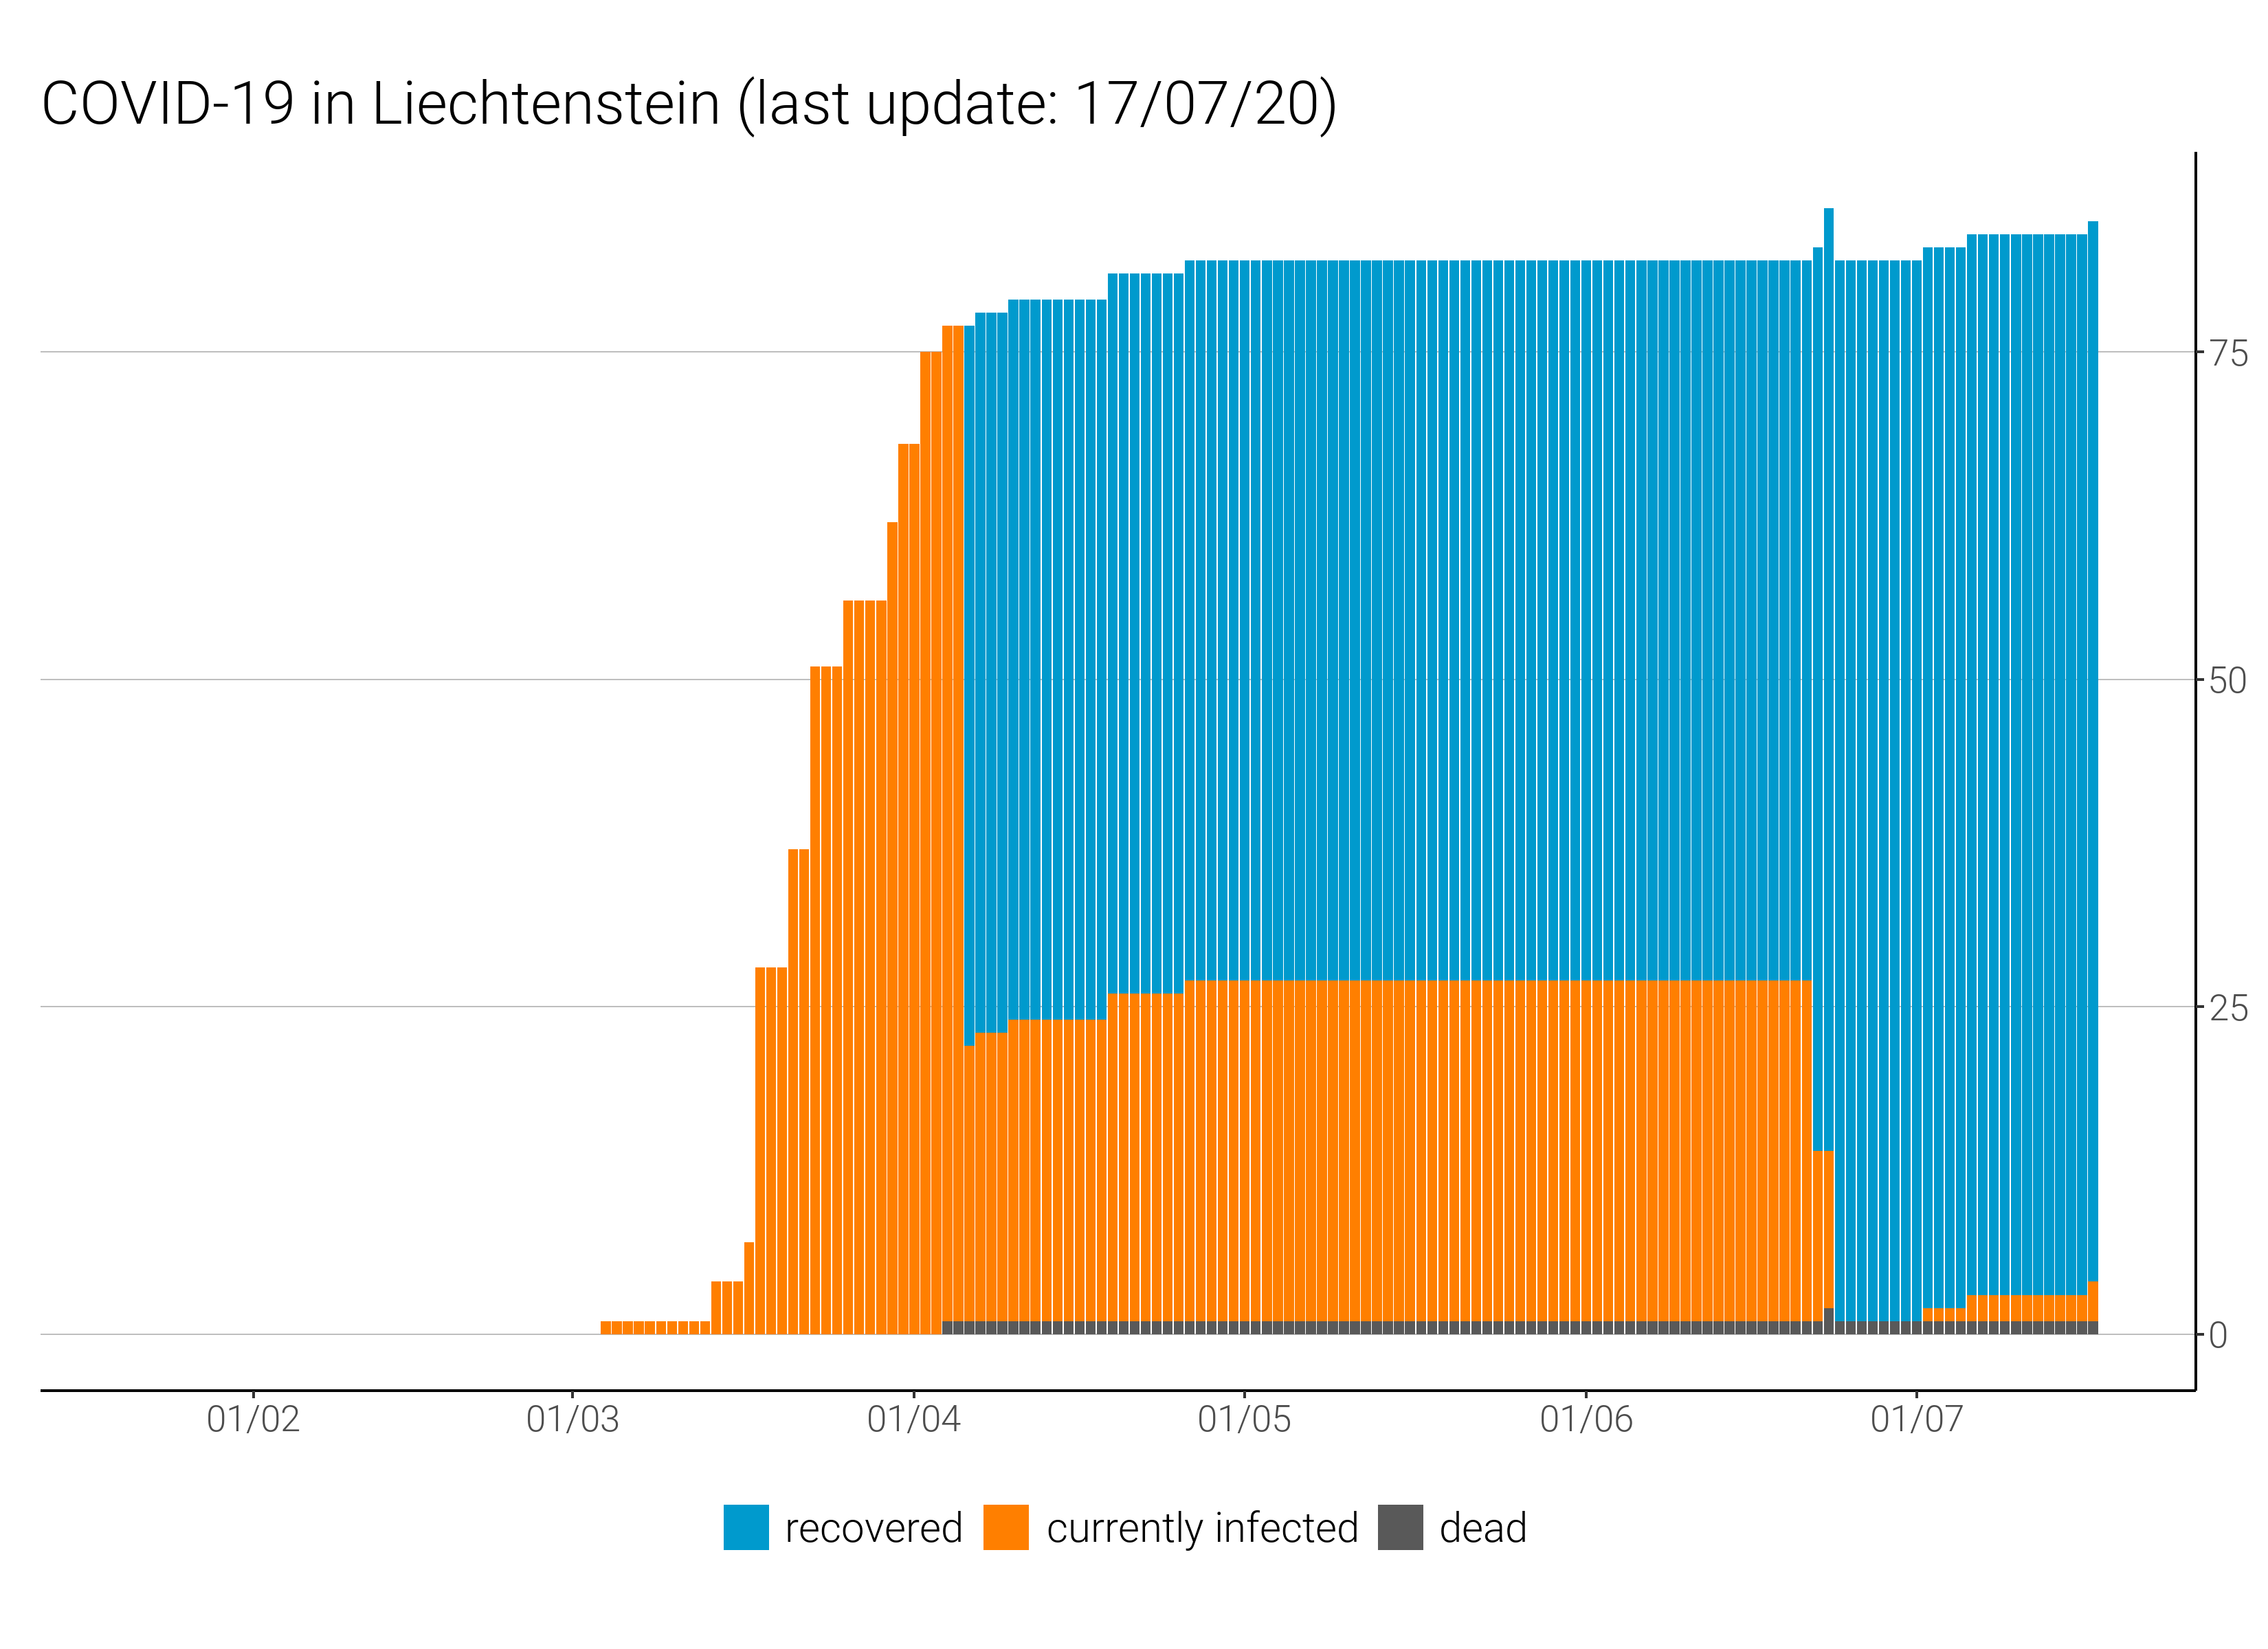 COVID-19 in Liechtenstein (last update: 17/07/20)
75
50
25
0
01/02 01/03 01/04 01/05 01/06 01/07
recovered currently infected dead